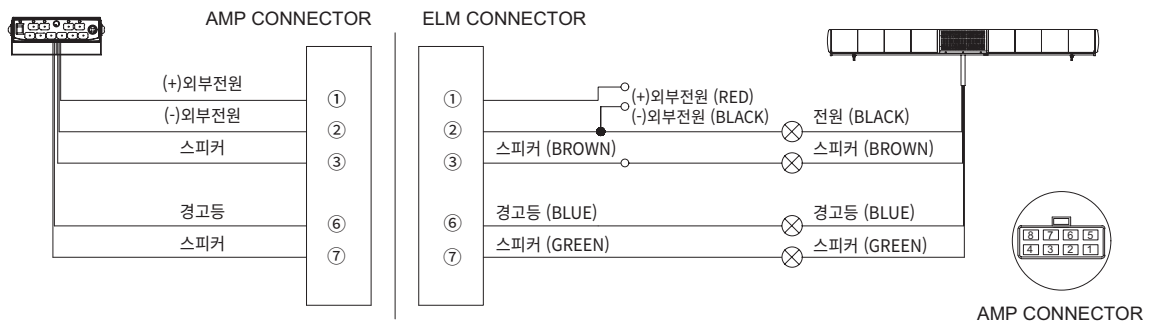 AMP CONNECTOR
ELM CONNECTOR
(+)외부전원
①
①
(+)외부전원 (RED)
(-)외부전원
②
②
(-)외부전원 (BLACK)
전원 (BLACK)
스피커
③
③
스피커 (BROWN)
스피커 (BROWN)
경고등
⑥
⑥
경고등 (BLUE)
경고등 (BLUE)
스피커
⑦
⑦
스피커 (GREEN)
스피커 (GREEN)
8 7 6 5
4 3 2 1
AMP CONNECTOR